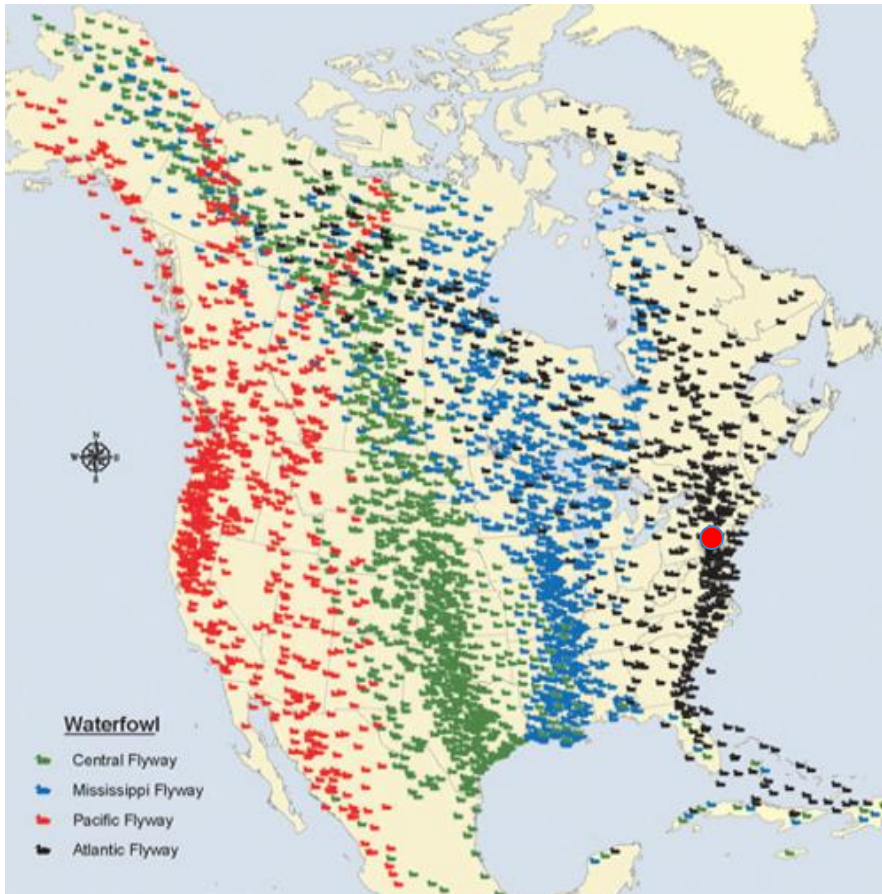 N
W
S
Waterfowl
Central Flyway
Mississippi Flyway
Pacific Flyway
Atlantic Flyway